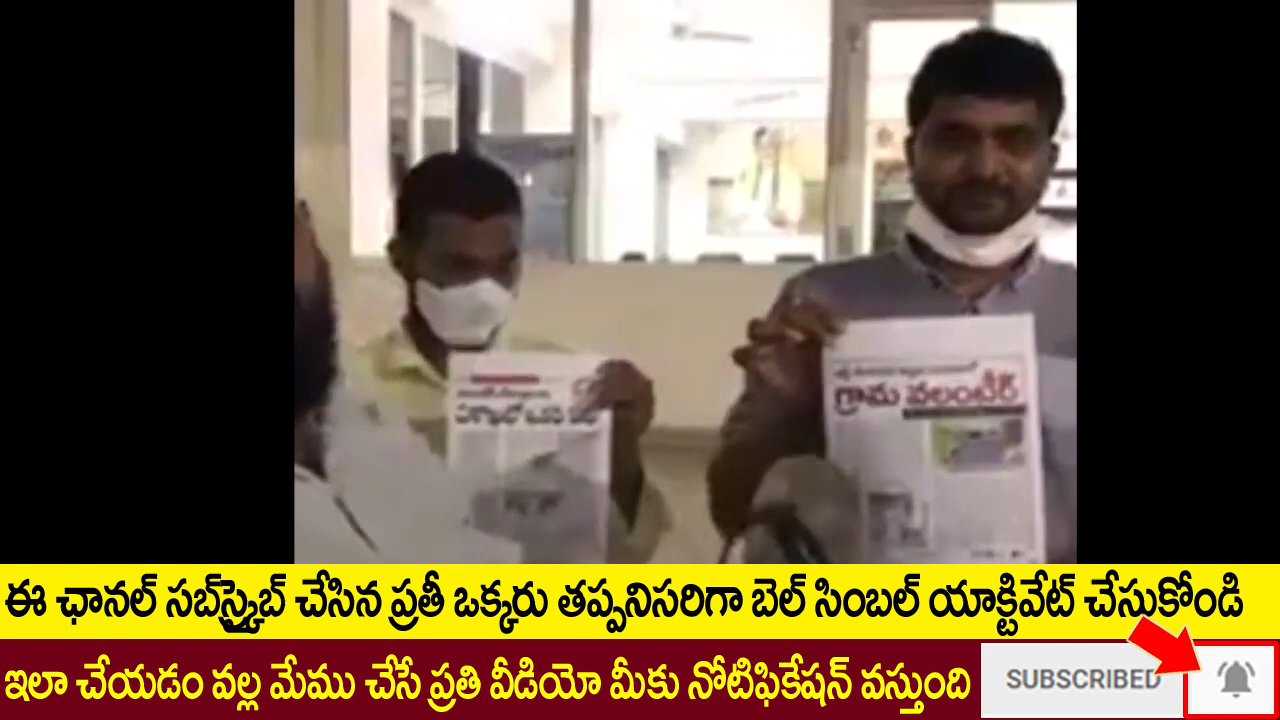 గ్రామ వలంటీర్
ఈ ఛానల్ సబ్‌స్క్రైబ్ చేసిన ప్రతీ ఒక్కరు తప్పనిసరిగా బెల్ సింబల్ యాక్టివేట్ చేసుకోండి
ఇలా చేయడం వల్ల మేము చేసే ప్రతి వీడియో మీకు నోటిఫికేషన్ వస్తుంది
SUBSCRIBED